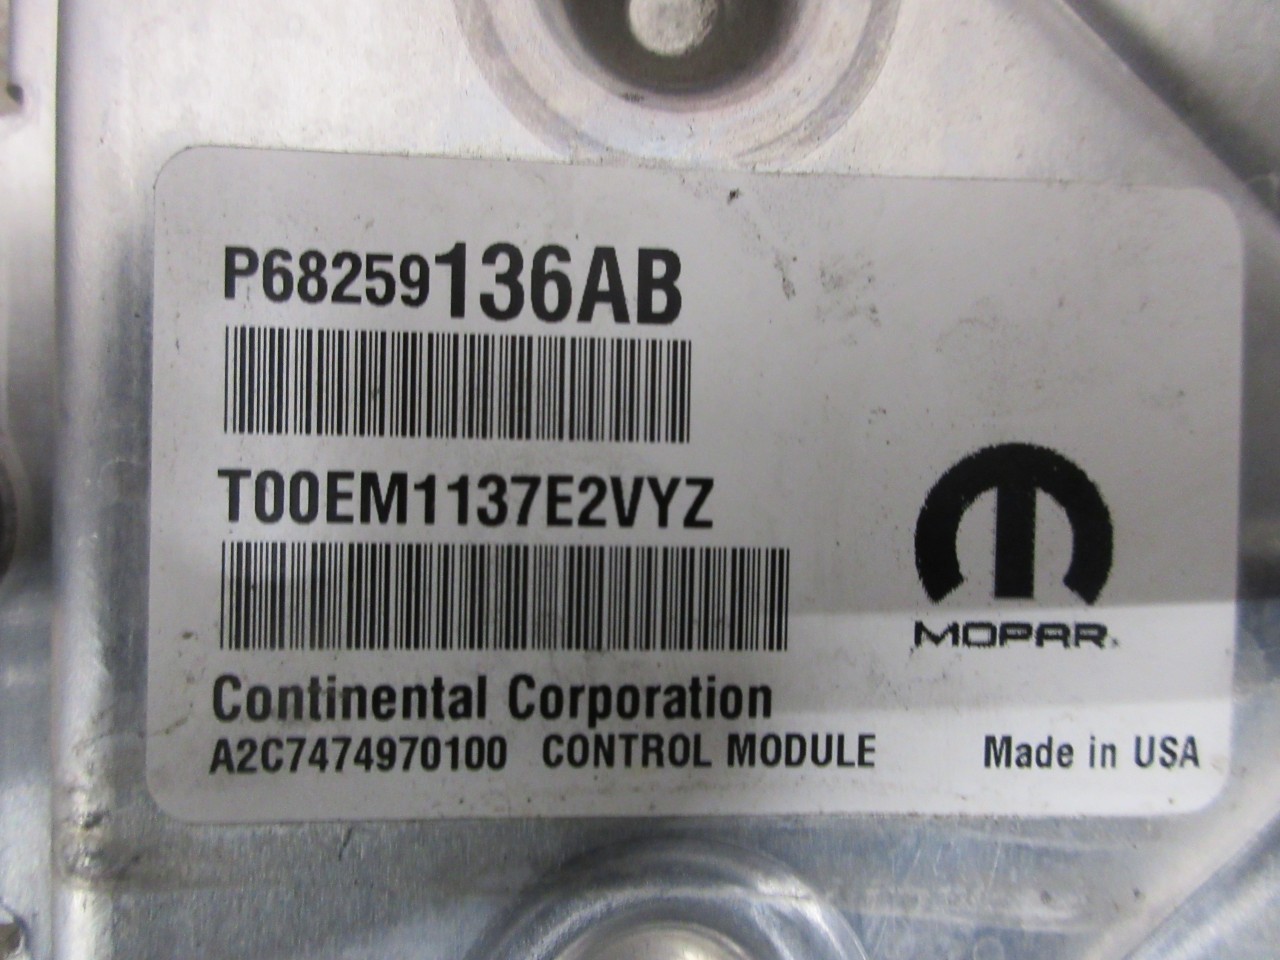 P68259136AB
T00EM1137E2VYZ
MOPAR
Continental Corporation
A2C7474970100 CONTROL MODULE Made in USA